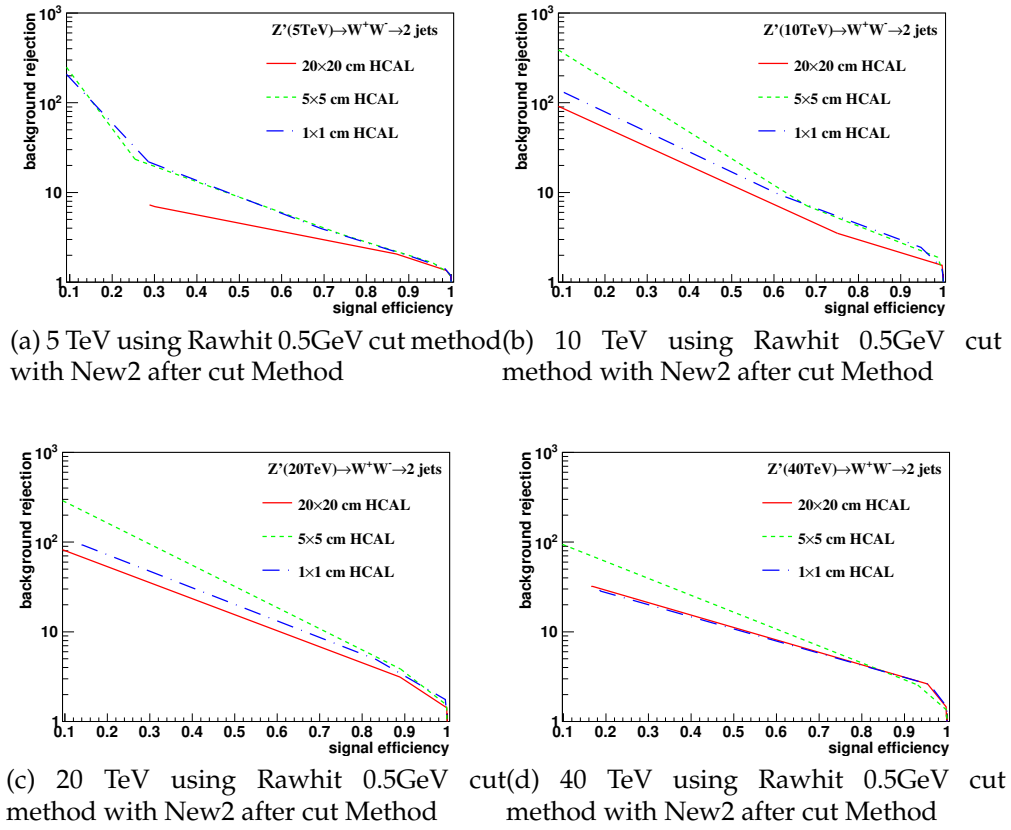 background rejection
10³
10²
10
1
Z'(5TeV)→W⁺W⁻→2 jets
20×20 cm HCAL
5×5 cm HCAL
1×1 cm HCAL
0.1 0.2 0.3 0.4 0.5 0.6 0.7 0.8 0.9 1
signal efficiency
(a) 5 TeV using Rawhit 0.5GeV cut method
with New2 after cut Method
background rejection
10³
10²
10
1
Z'(10TeV)→W⁺W⁻→2 jets
20×20 cm HCAL
5×5 cm HCAL
1×1 cm HCAL
0.1 0.2 0.3 0.4 0.5 0.6 0.7 0.8 0.9 1
signal efficiency
(b) 10 TeV using Rawhit 0.5GeV cut
method with New2 after cut Method
background rejection
10³
10²
10
1
Z'(20TeV)→W⁺W⁻→2 jets
20×20 cm HCAL
5×5 cm HCAL
1×1 cm HCAL
0.1 0.2 0.3 0.4 0.5 0.6 0.7 0.8 0.9 1
signal efficiency
(c) 20 TeV using Rawhit 0.5GeV cut
method with New2 after cut Method
background rejection
10³
10²
10
1
Z'(40TeV)→W⁺W⁻→2 jets
20×20 cm HCAL
5×5 cm HCAL
1×1 cm HCAL
0.1 0.2 0.3 0.4 0.5 0.6 0.7 0.8 0.9 1
signal efficiency
(d) 40 TeV using Rawhit 0.5GeV cut
method with New2 after cut Method